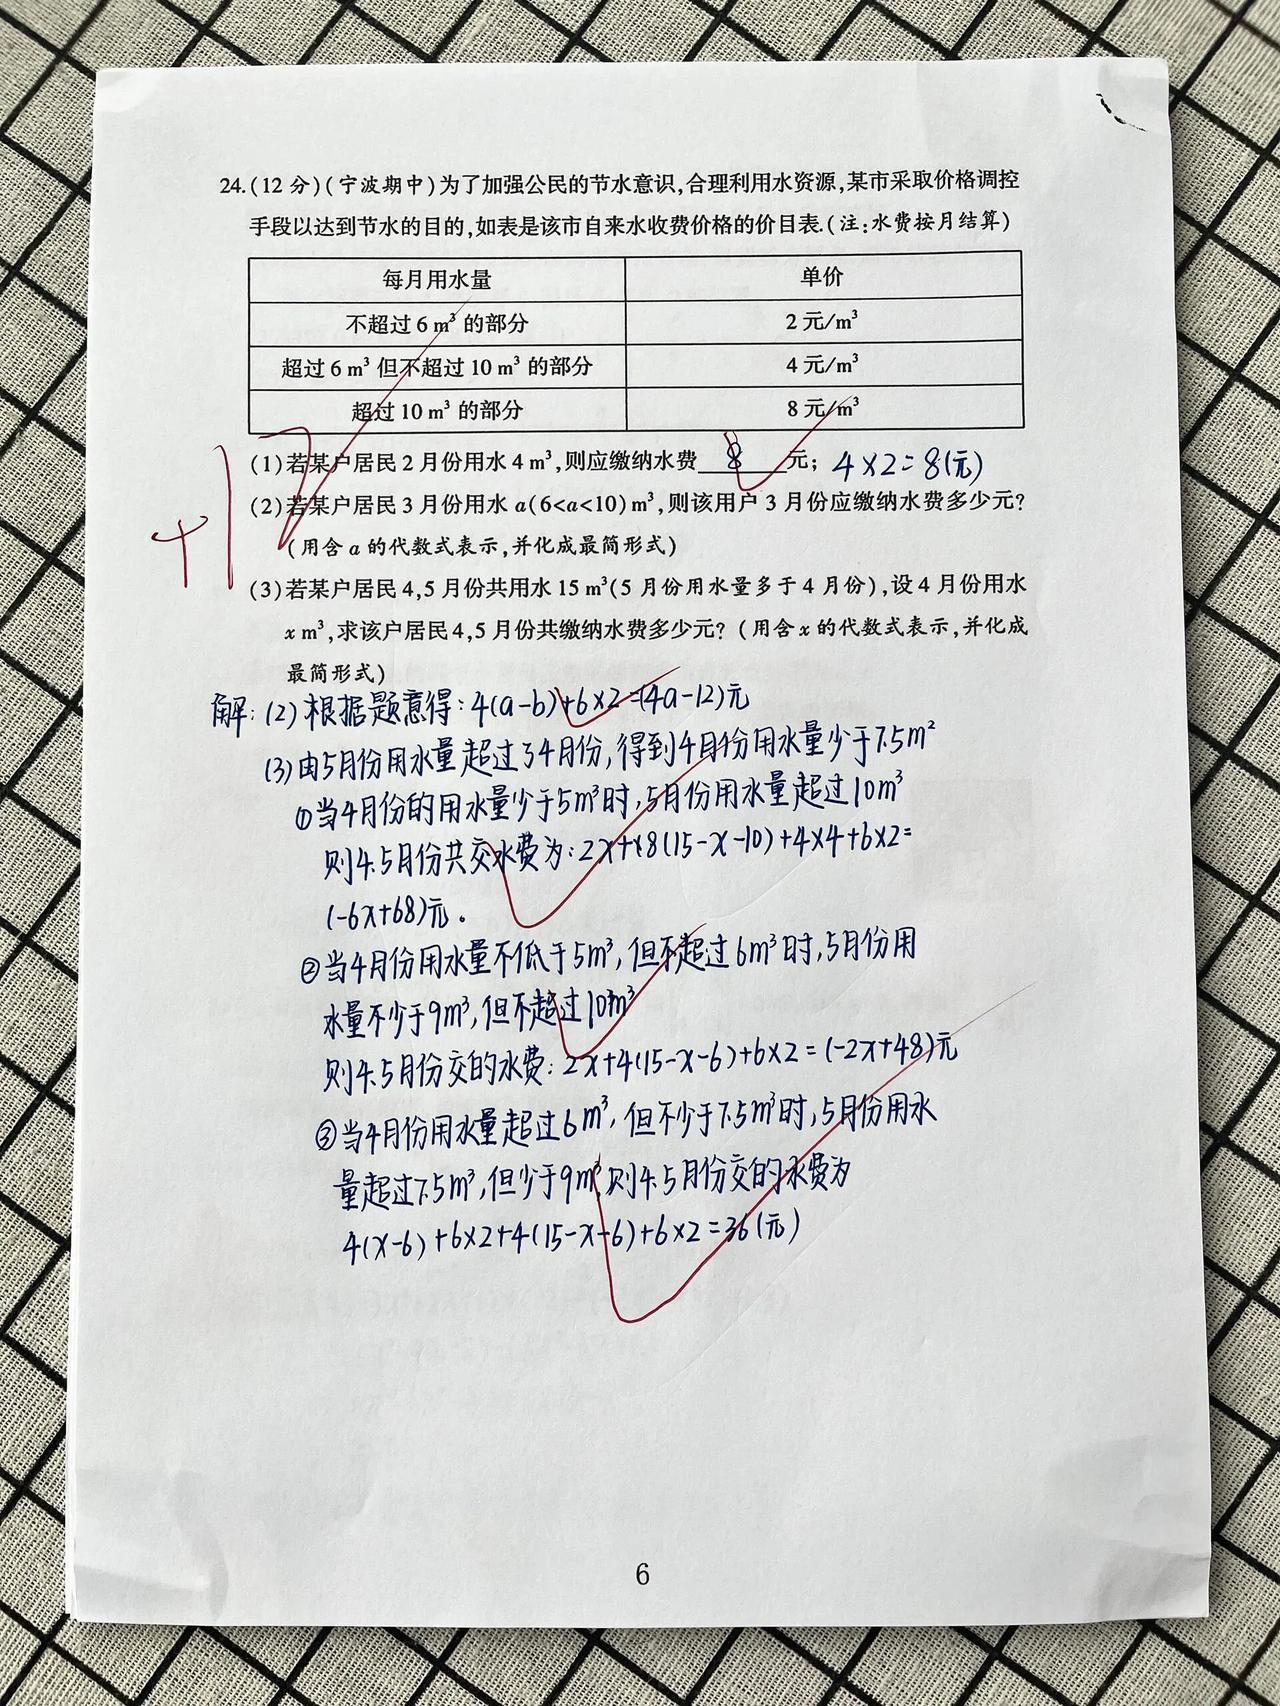 24.(12分)(宁波期中)为了加强公民的节水意识,合理利用水资源,某市采取价格调控
手段以达到节水的目的,如表是该市自来水收费价格的价目表.(注:水费按月结算)
每月用水量 单价
不超过6 m³ 的部分 2元/m³
超过6 m³ 但不超过10 m³ 的部分 4元/m³
超过10 m³ 的部分 8元/m³
(1)若某户居民2月份用水4 m³,则应缴纳水费 8 元; 4×2=8(元)
(2)若某户居民3月份用水a(6<a<10)m³,则该用户3月份应缴纳水费多少元?
+12
(用含a的代数式表示,并化成最简形式)
(3)若某户居民4,5月份共用水15 m³(5月份用水量多于4月份),设4月份用水
x m³,求该户居民4,5月份共缴纳水费多少元?(用含x的代数式表示,并化成
最简形式)
解:(2)根据题意得:4(a-b)+6×2=(4a-12)元
(3)由5月份用水量超过了4月份,得到4月份用水量少于7.5m²
①当4月份的用水量少于5m³时,5月份用水量超过10m³
则4.5月份共交水费为:2x+8(15-x-10)+4×4+6×2=
(-6x+68)元。
②当4月份用水量不低于5m³,但不超过6m³时,5月份用
水量不少于9m³,但不超过10m³
则4.5月份交的水费:2x+4(15-x-6)+6×2=(-2x+48)元
③当4月份用水量超过6m³,但不少于7.5m³时,5月份用水
量超过7.5m³,但少于9m³,则4.5月份交的水费为
4(x-6)+6×2+4(15-x-6)+6×2=36(元)
6